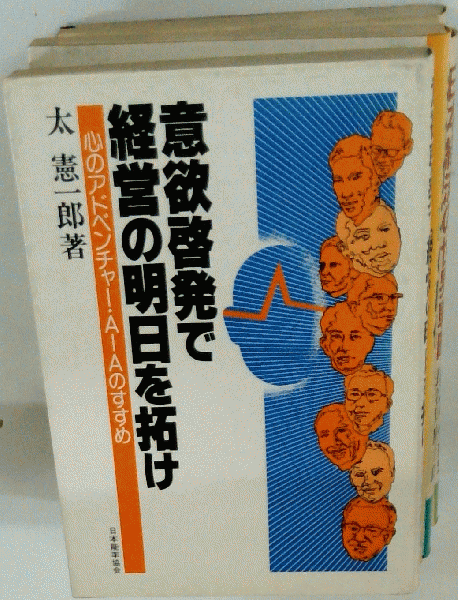 意欲啓発で
経営の明日を拓け
心のアドベンチャー・AIAのすすめ
太 憲一郎著
日本能率協会